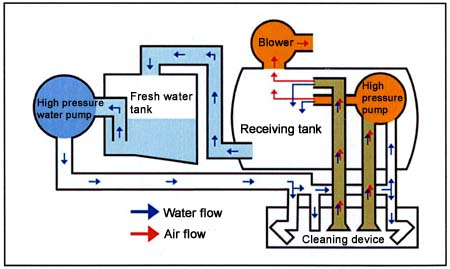 Blower
High pressure
water pump
Fresh water
tank
High
pressure
pump
Receiving tank
Water flow
Air flow
Cleaning device